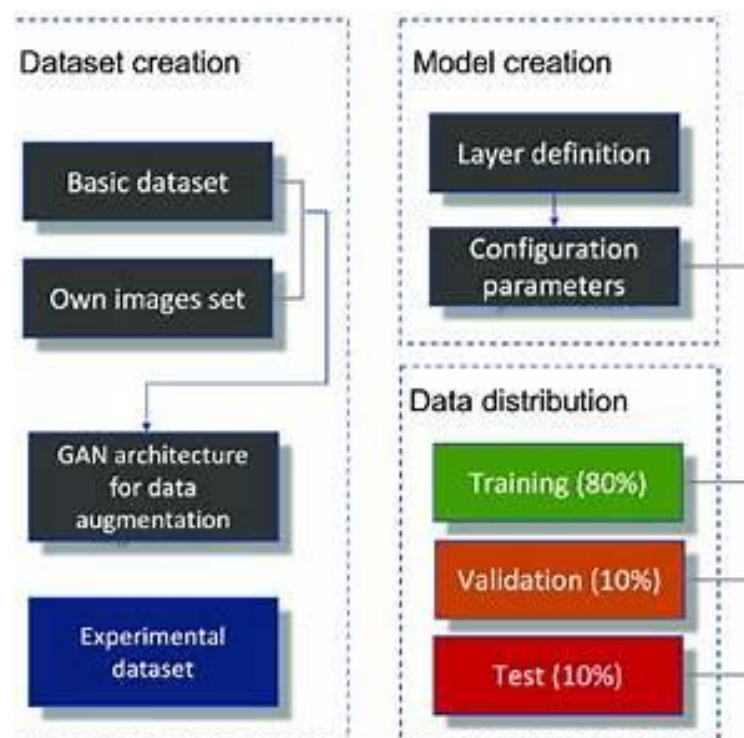 Dataset creation
Basic dataset
Own images set
GAN architecture
for data
augmentation
Experimental
dataset
Model creation
Layer definition
Configuration
parameters
Data distribution
Training (80%)
Validation (10%)
Test (10%)